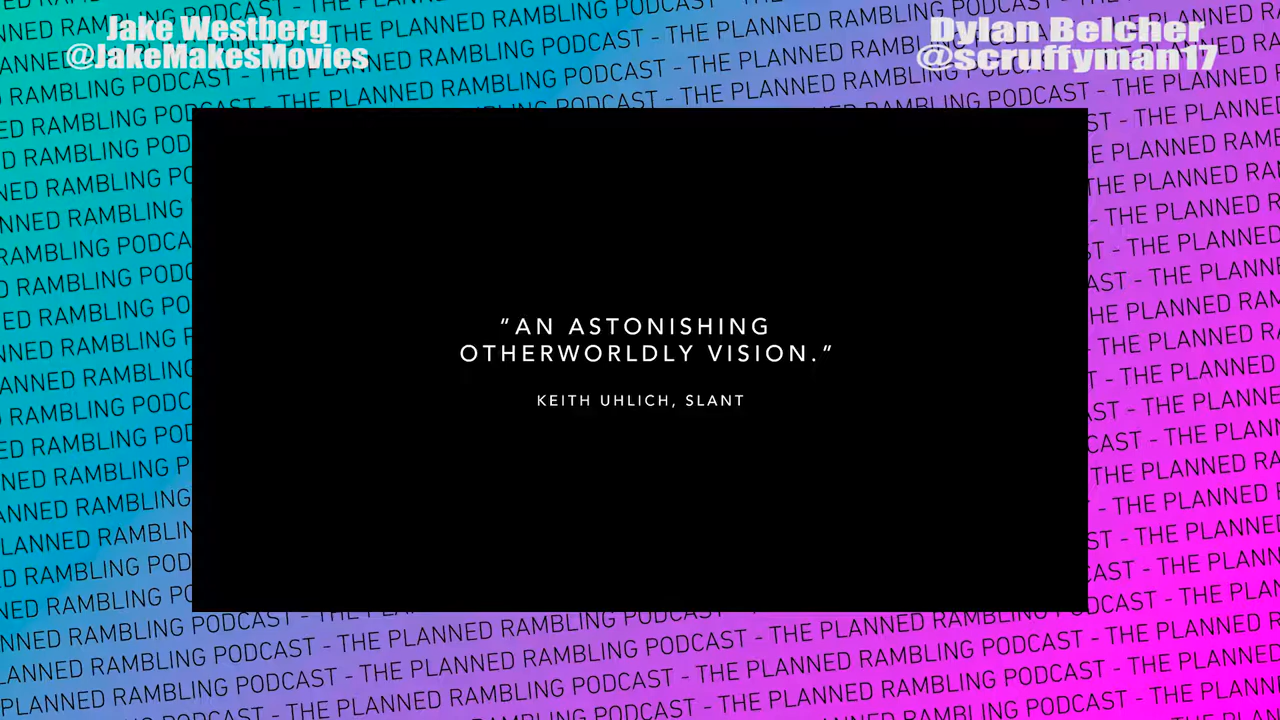 Jake Westberg
@JakeMakesMovies
Dylan Belcher
@scruffyman17
“AN ASTONISHING
OTHERWORLDLY VISION.”
KEITH UHLICH, SLANT
THE PLANNED RAMBLING PODCAST - THE PLANNED RAMBLING PODCAST - THE PLANNED RAMBLING PODCAST